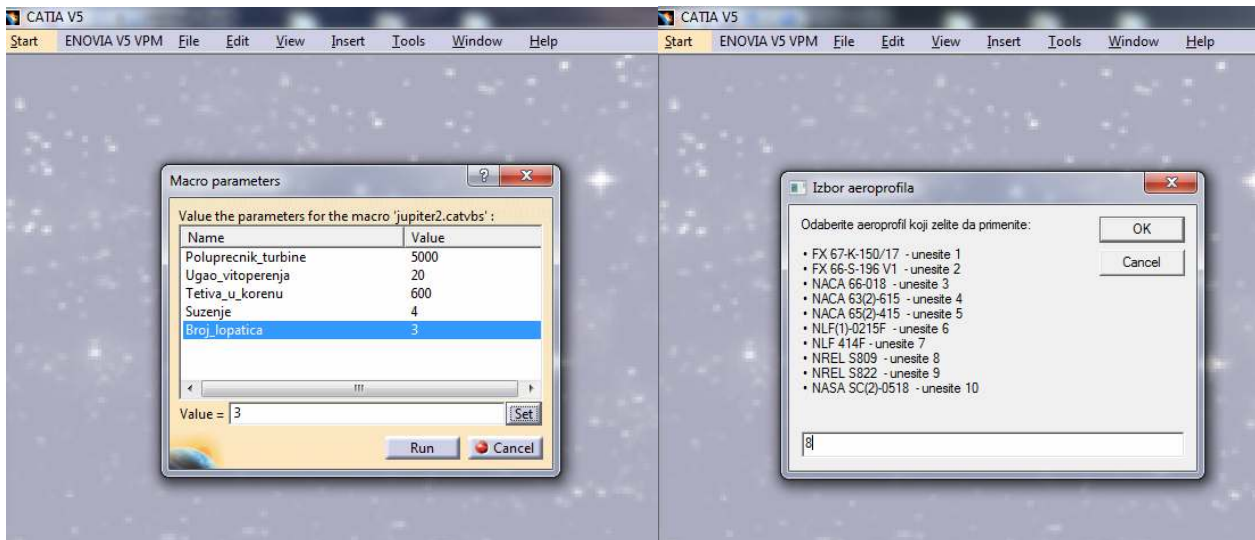 CATIA V5
Start ENOVIA V5 VPM File Edit View Insert Tools Window Help
Macro parameters
Value the parameters for the macro 'jupiter2.catvbs' :
Name Value
Poluprecnik_turbine 5000
Ugao_vitoperenja 20
Tetiva_u_korenu 600
Suzenje 4
Broj_lopatica 3
Value = 3 Set
Run Cancel
CATIA V5
Start ENOVIA V5 VPM File Edit View Insert Tools Window Help
Izbor aeroprofila
Odaberite aeroprofil koji zelite da primenite:
OK
Cancel
• FX 67-K-150/17 - unesite 1
• FX 66-S-196 V1 - unesite 2
• NACA 66-018 - unesite 3
• NACA 63(2)-615 - unesite 4
• NACA 65(2)-415 - unesite 5
• NLF(1)-0215F - unesite 6
• NLF 414F - unesite 7
• NREL S809 - unesite 8
• NREL S822 - unesite 9
• NASA SC(2)-0518 - unesite 10
8